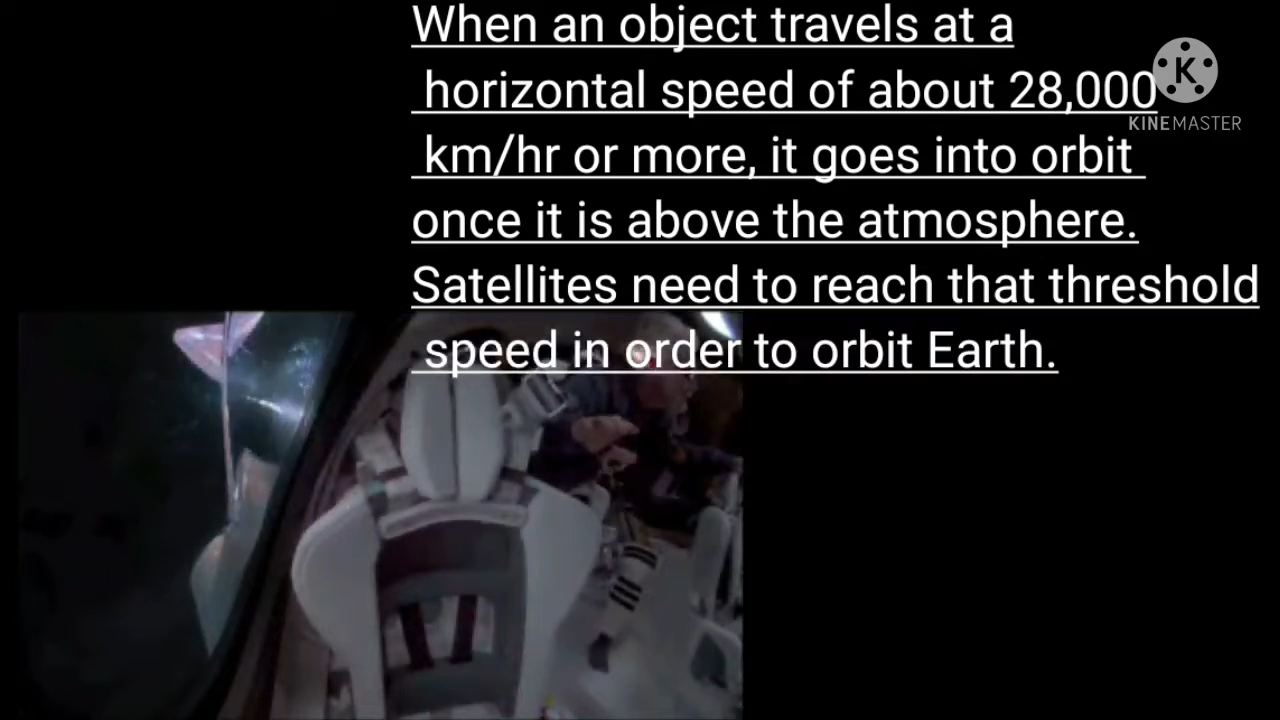 When an object travels at a
horizontal speed of about 28,000
km/hr or more, it goes into orbit
once it is above the atmosphere.
Satellites need to reach that threshold
speed in order to orbit Earth.
K
KINEMASTER